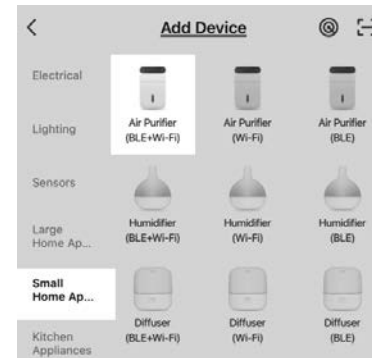 Add Device
Electrical
Lighting
Sensors
Large
Home Ap...
Small
Home Ap...
Kitchen
Appliances
Air Purifier
(BLE+Wi-Fi)
Air Purifier
(Wi-Fi)
Air Purifier
(BLE)
Humidifier
(BLE+Wi-Fi)
Humidifier
(Wi-Fi)
Humidifier
(BLE)
Diffuser
(BLE+Wi-Fi)
Diffuser
(Wi-Fi)
Diffuser
(BLE)